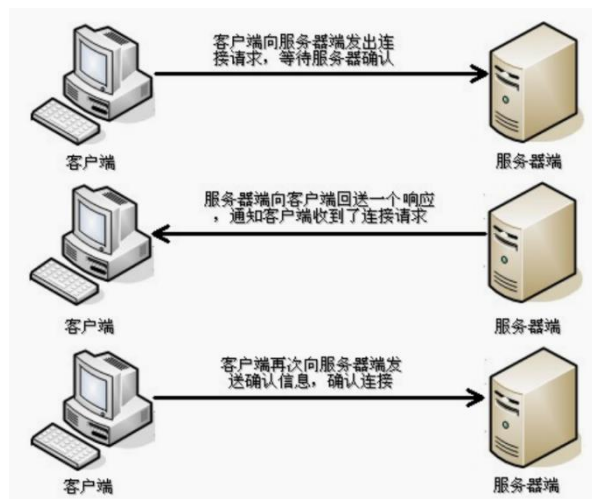 客户端向服务器端发出连
接请求，等待服务器确认
客户端
服务器端
服务器端向客户端回送一个响应
，通知客户端收到了连接请求
客户端
服务器端
客户端再次向服务器端发
送确认信息，确认连接
客户端
服务器端